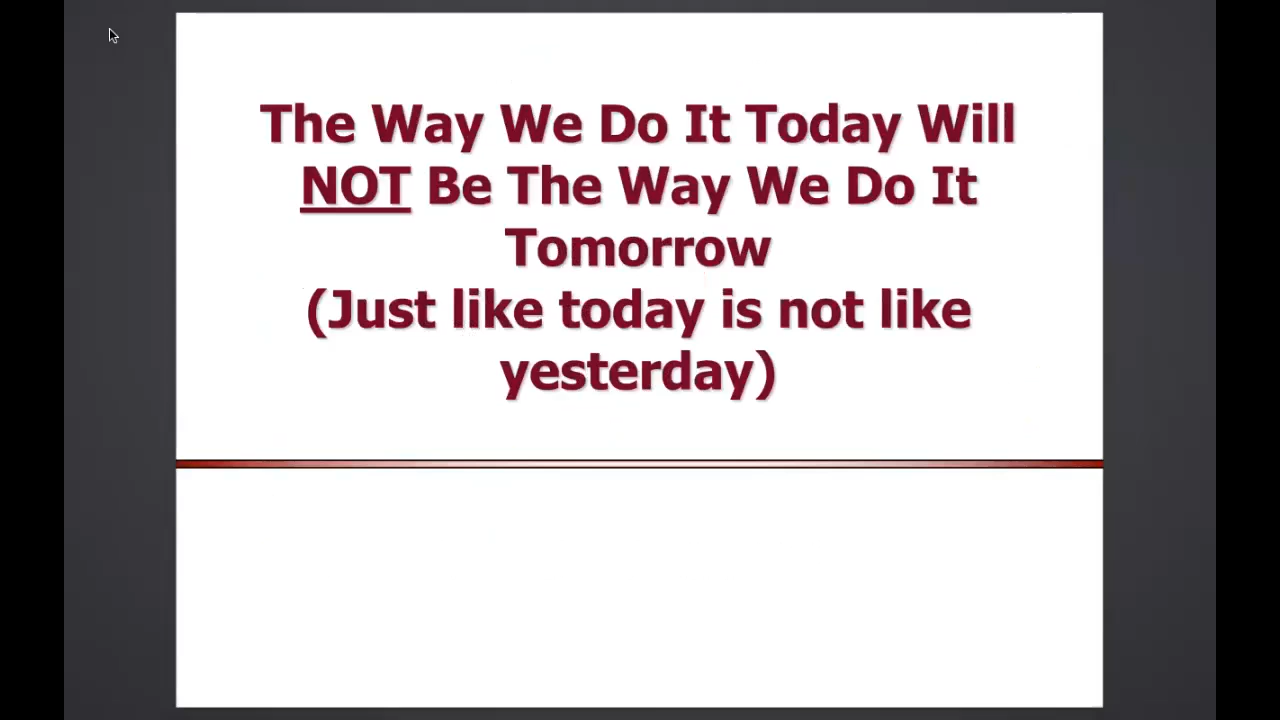 The Way We Do It Today Will
NOT Be The Way We Do It
Tomorrow
(Just like today is not like
yesterday)